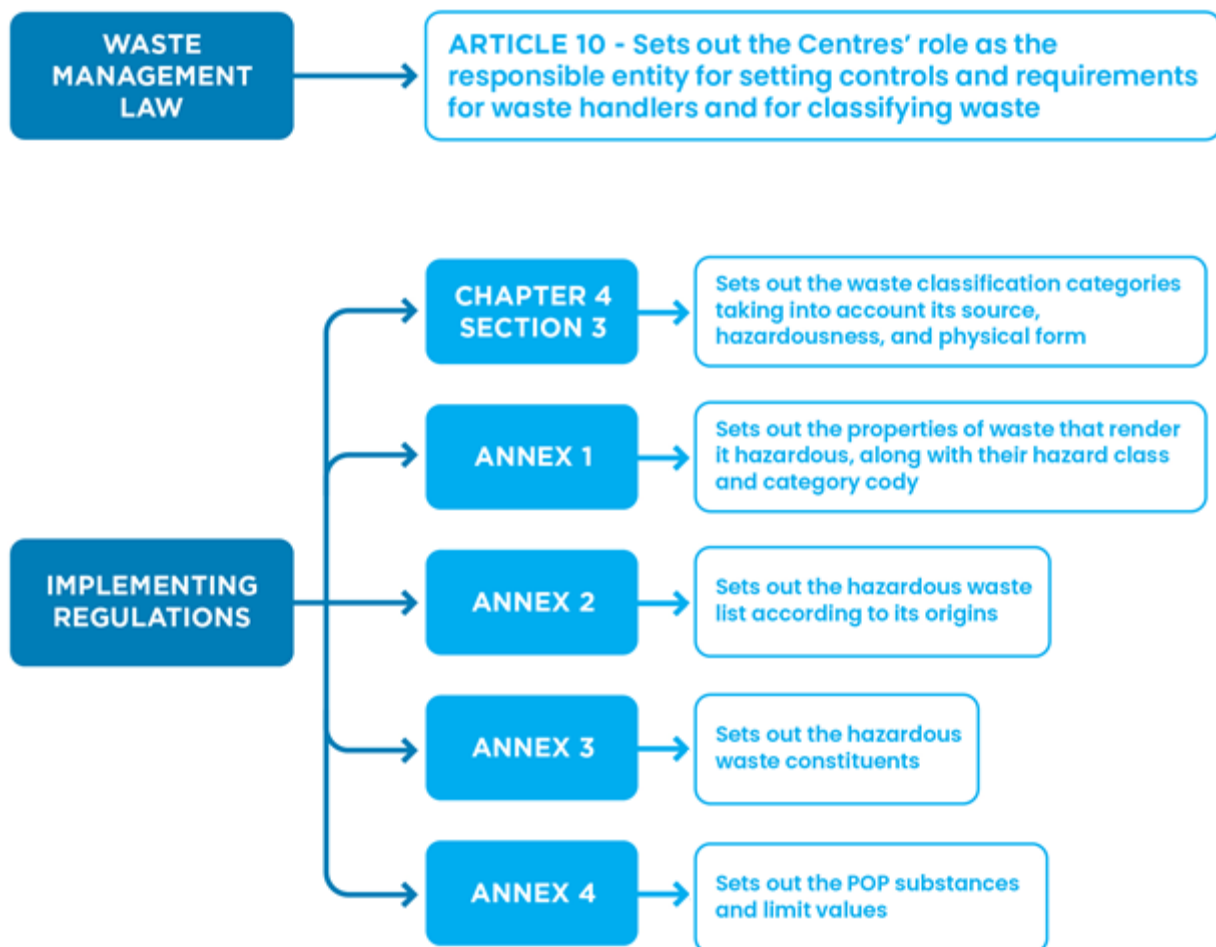 WASTE
MANAGEMENT
LAW
ARTICLE 10 - Sets out the Centres' role as the
responsible entity for setting controls and requirements
for waste handlers and for classifying waste
IMPLEMENTING
REGULATIONS
CHAPTER 4
SECTION 3
Sets out the waste classification categories
taking into account its source,
hazardousness, and physical form
ANNEX 1
Sets out the properties of waste that render
it hazardous, along with their hazard class
and category cody
ANNEX 2
Sets out the hazardous waste
list according to its origins
ANNEX 3
Sets out the hazardous
waste constituents
ANNEX 4
Sets out the POP substances
and limit values